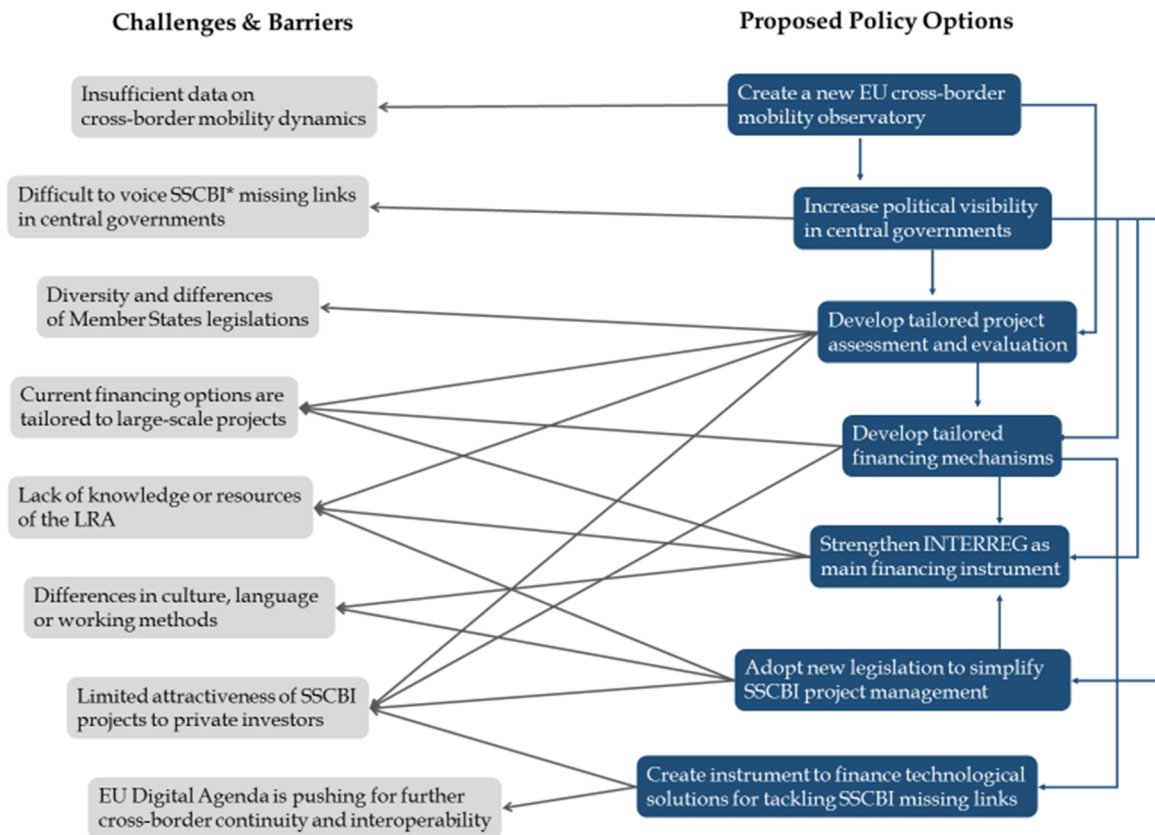 Challenges & Barriers
Proposed Policy Options
Insufficient data on
cross-border mobility dynamics
Create a new EU cross-border
mobility observatory
Difficult to voice SSCBI* missing links
in central governments
Increase political visibility
in central governments
Diversity and differences
of Member States legislations
Develop tailored project
assessment and evaluation
Current financing options are
tailored to large-scale projects
Develop tailored
financing mechanisms
Lack of knowledge or resources
of the LRA
Strengthen INTERREG as
main financing instrument
Differences in culture, language
or working methods
Adopt new legislation to simplify
SSCBI project management
Limited attractiveness of SSCBI
projects to private investors
Create instrument to finance technological
solutions for tackling SSCBI missing links
EU Digital Agenda is pushing for further
cross-border continuity and interoperability